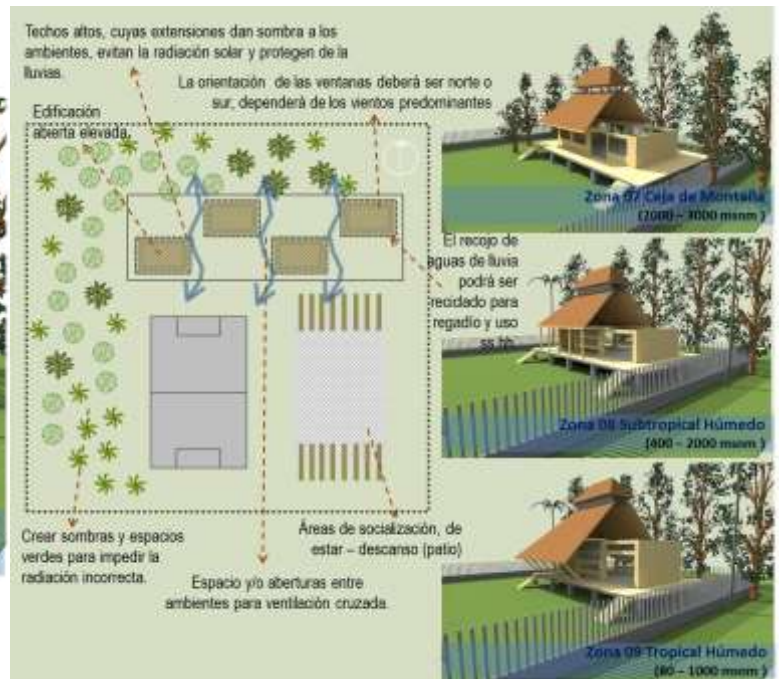 Techos altos, cuyas extensiones dan sombra a los
ambientes, evitan la radiación solar y protegen de la
lluvias.
La orientación de las ventanas deberá ser norte o
sur, dependerá de los vientos predominantes
Edificación
abierta elevada.
El recojo de
aguas de lluvia
podrá ser
reciclado para
regadío y uso
ss.hh.
Crear sombras y espacios
verdes para impedir la
radiación incorrecta.
Áreas de socialización, de
estar – descanso (patio)
Espacio y/o aberturas entre
ambientes para ventilación cruzada.
Zona 07 Ceja de Montaña
(2000 – 3000 msnm )
Zona 08 Subtropical Húmedo
(400 – 2000 msnm )
Zona 09 Tropical Húmedo
(80 – 1000 msnm )